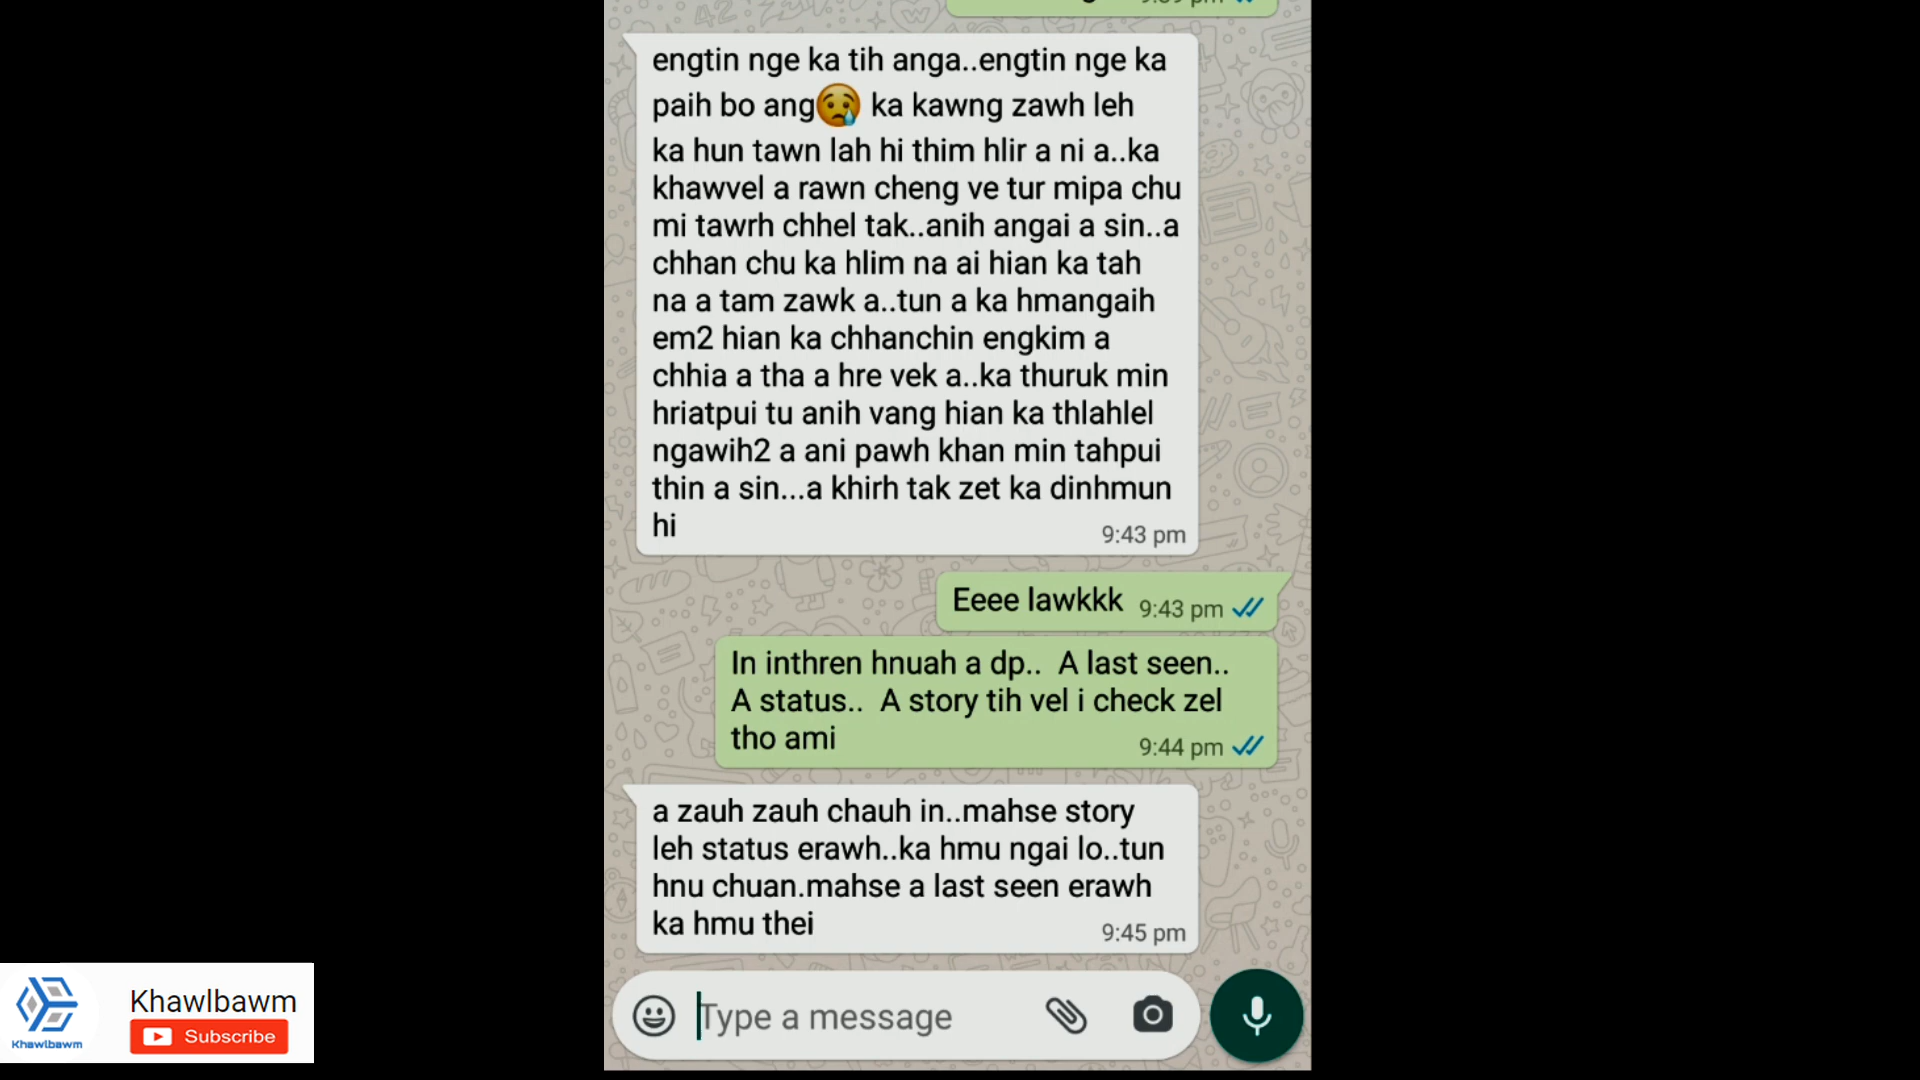 engtin nge ka tih anga..engtin nge ka
paih bo ang😢 ka kawng zawh leh
ka hun tawn lah hi thim hlir a ni a..ka
khawvel a rawn cheng ve tur mipa chu
mi tawrh chhel tak..anih angai a sin..a
chhan chu ka hlim na ai hian ka tah
na a tam zawk a..tun a ka hmangaih
em2 hian ka chhanchin engkim a
chhia a tha a hre vek a..ka thuruk min
hriatpui tu anih vang hian ka thlahlel
ngawih2 a ani pawh khan min tahpui
thin a sin...a khirh tak zet ka dinhmun
hi
9:43 pm
Eeee lawkkk 9:43 pm
In inthren hnuah a dp..  A last seen..
A status..  A story tih vel i check zel
tho ami
9:44 pm
a zauh zauh chauh in..mahse story
leh status erawh..ka hmu ngai lo..tun
hnu chuan.mahse a last seen erawh
ka hmu thei
9:45 pm
Type a message
Khawlbawm
Subscribe
Khawlbawm